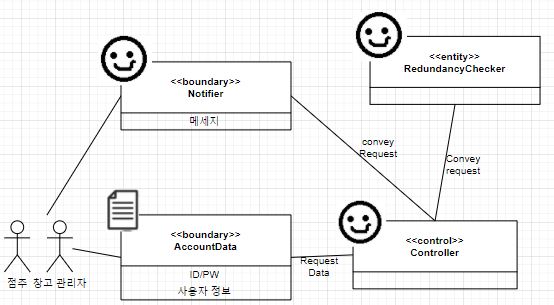 <<entity>>
RedundancyChecker
<<boundary>>
Notifier
메세지
convey
Request
Convey
request
<<boundary>>
AccountData
ID/PW
사용자 정보
Request
Data
<<control>>
Controller
점주 창고 관리자